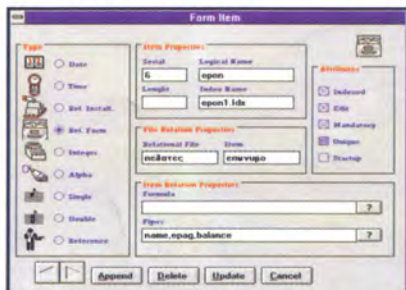 Form Item
Type
Date
Time
Rel. Install.
Rel. Form
Integer
Alpha
Single
Double
Reference
Item Properties
Serial Logical Name
6 epon
Lenght Index Name
epon1.idx
File Relation Properties
Relational File Item
Item Relation Properties
Formula
?
Pipes
name,epag,balance ?
Attributes
Indexed
Edit
Mandatory
Unique
Startup
Append Delete Update Cancel